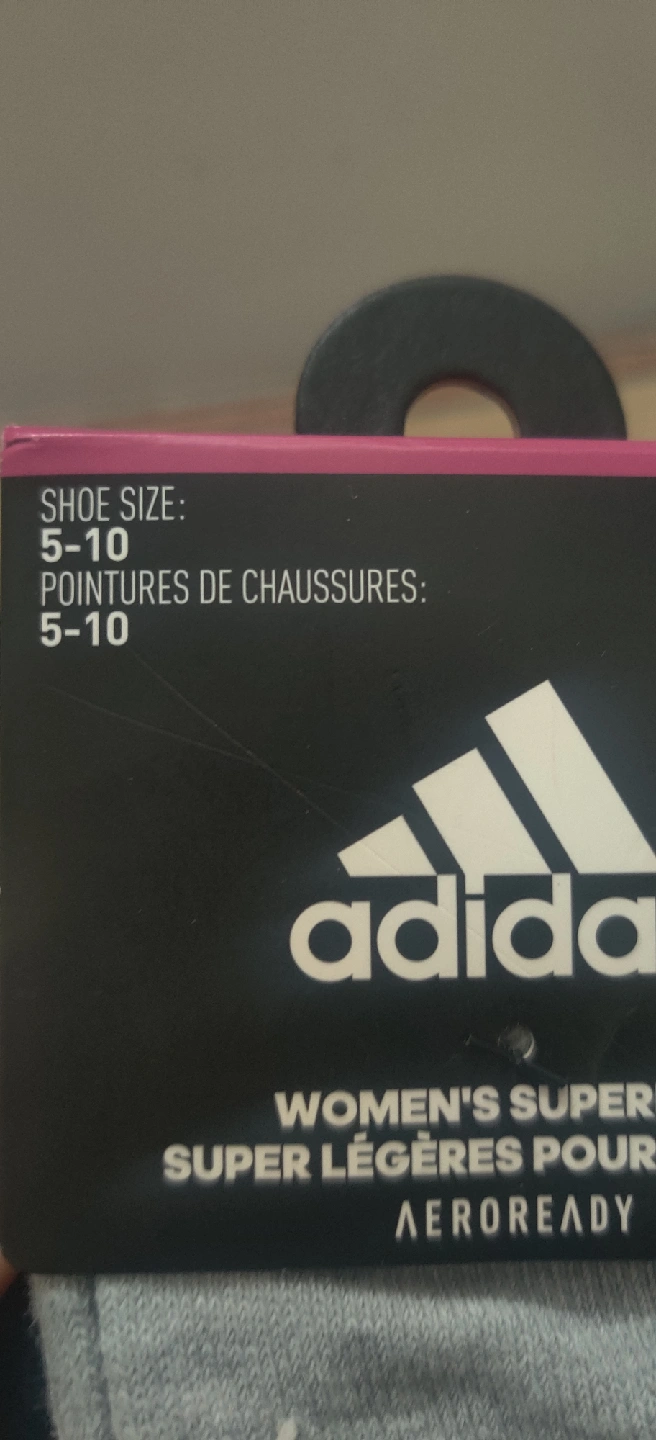 SHOE SIZE:
5-10
POINTURES DE CHAUSSURES:
5-10
adida
WOMEN'S SUPER
SUPER LÉGÈRES POUR
AEROREADY